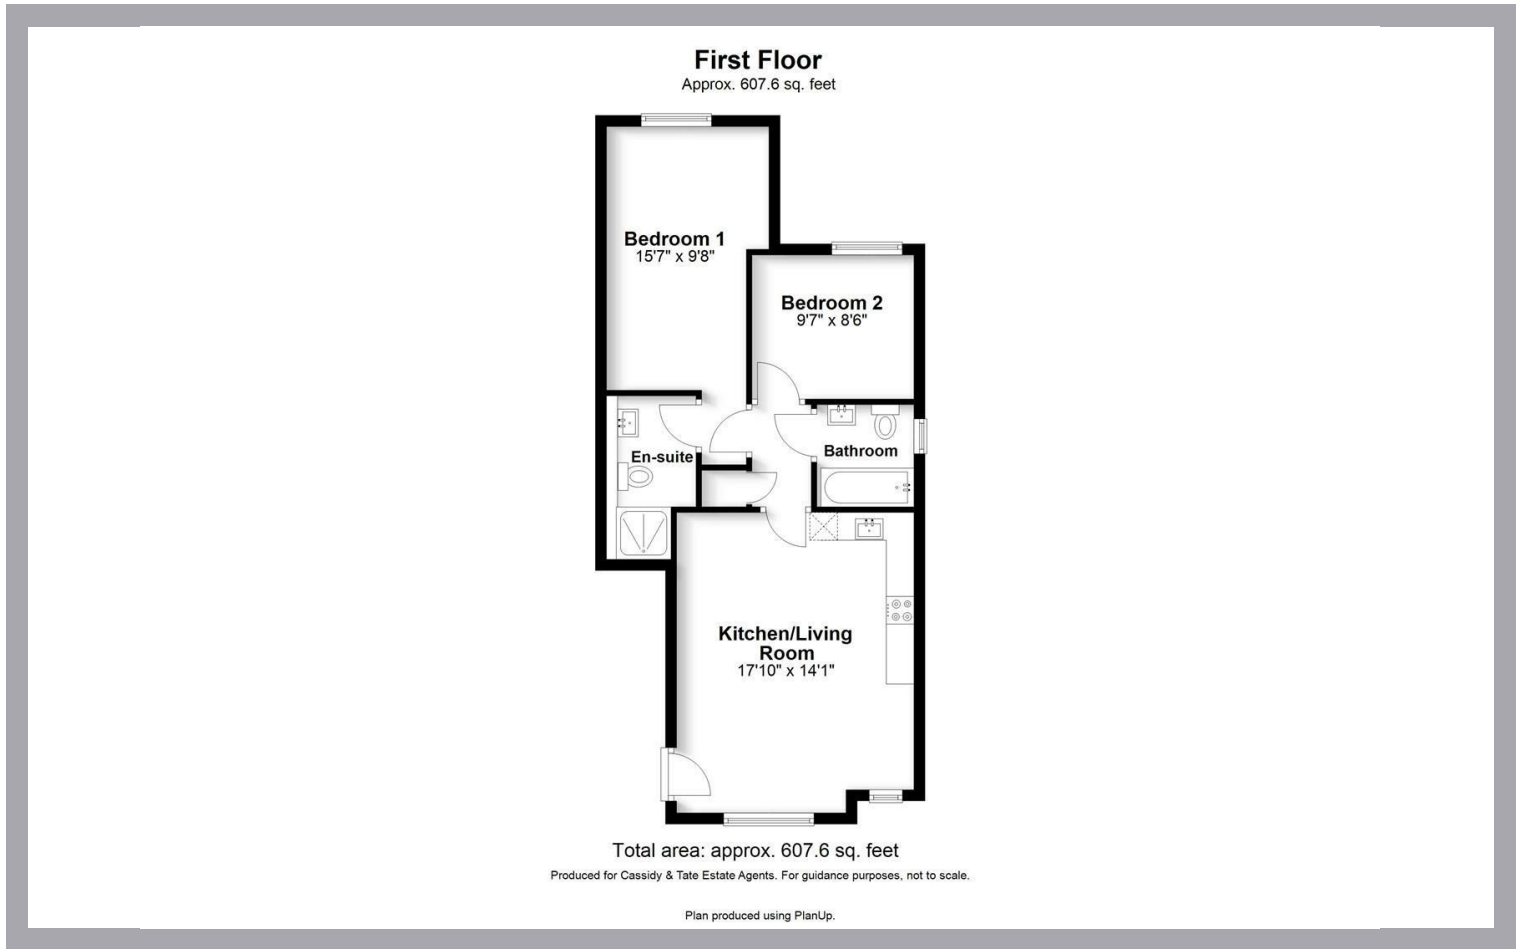 First Floor
Approx. 607.6 sq. feet
Bedroom 1
15'7" x 9'8"
Bedroom 2
9'7" x 8'6"
En-suite
Bathroom
Kitchen/Living
Room
17'10" x 14'1"
Total area: approx. 607.6 sq. feet
Produced for Cassidy & Tate Estate Agents. For guidance purposes, not to scale.
Plan produced using PlanUp.